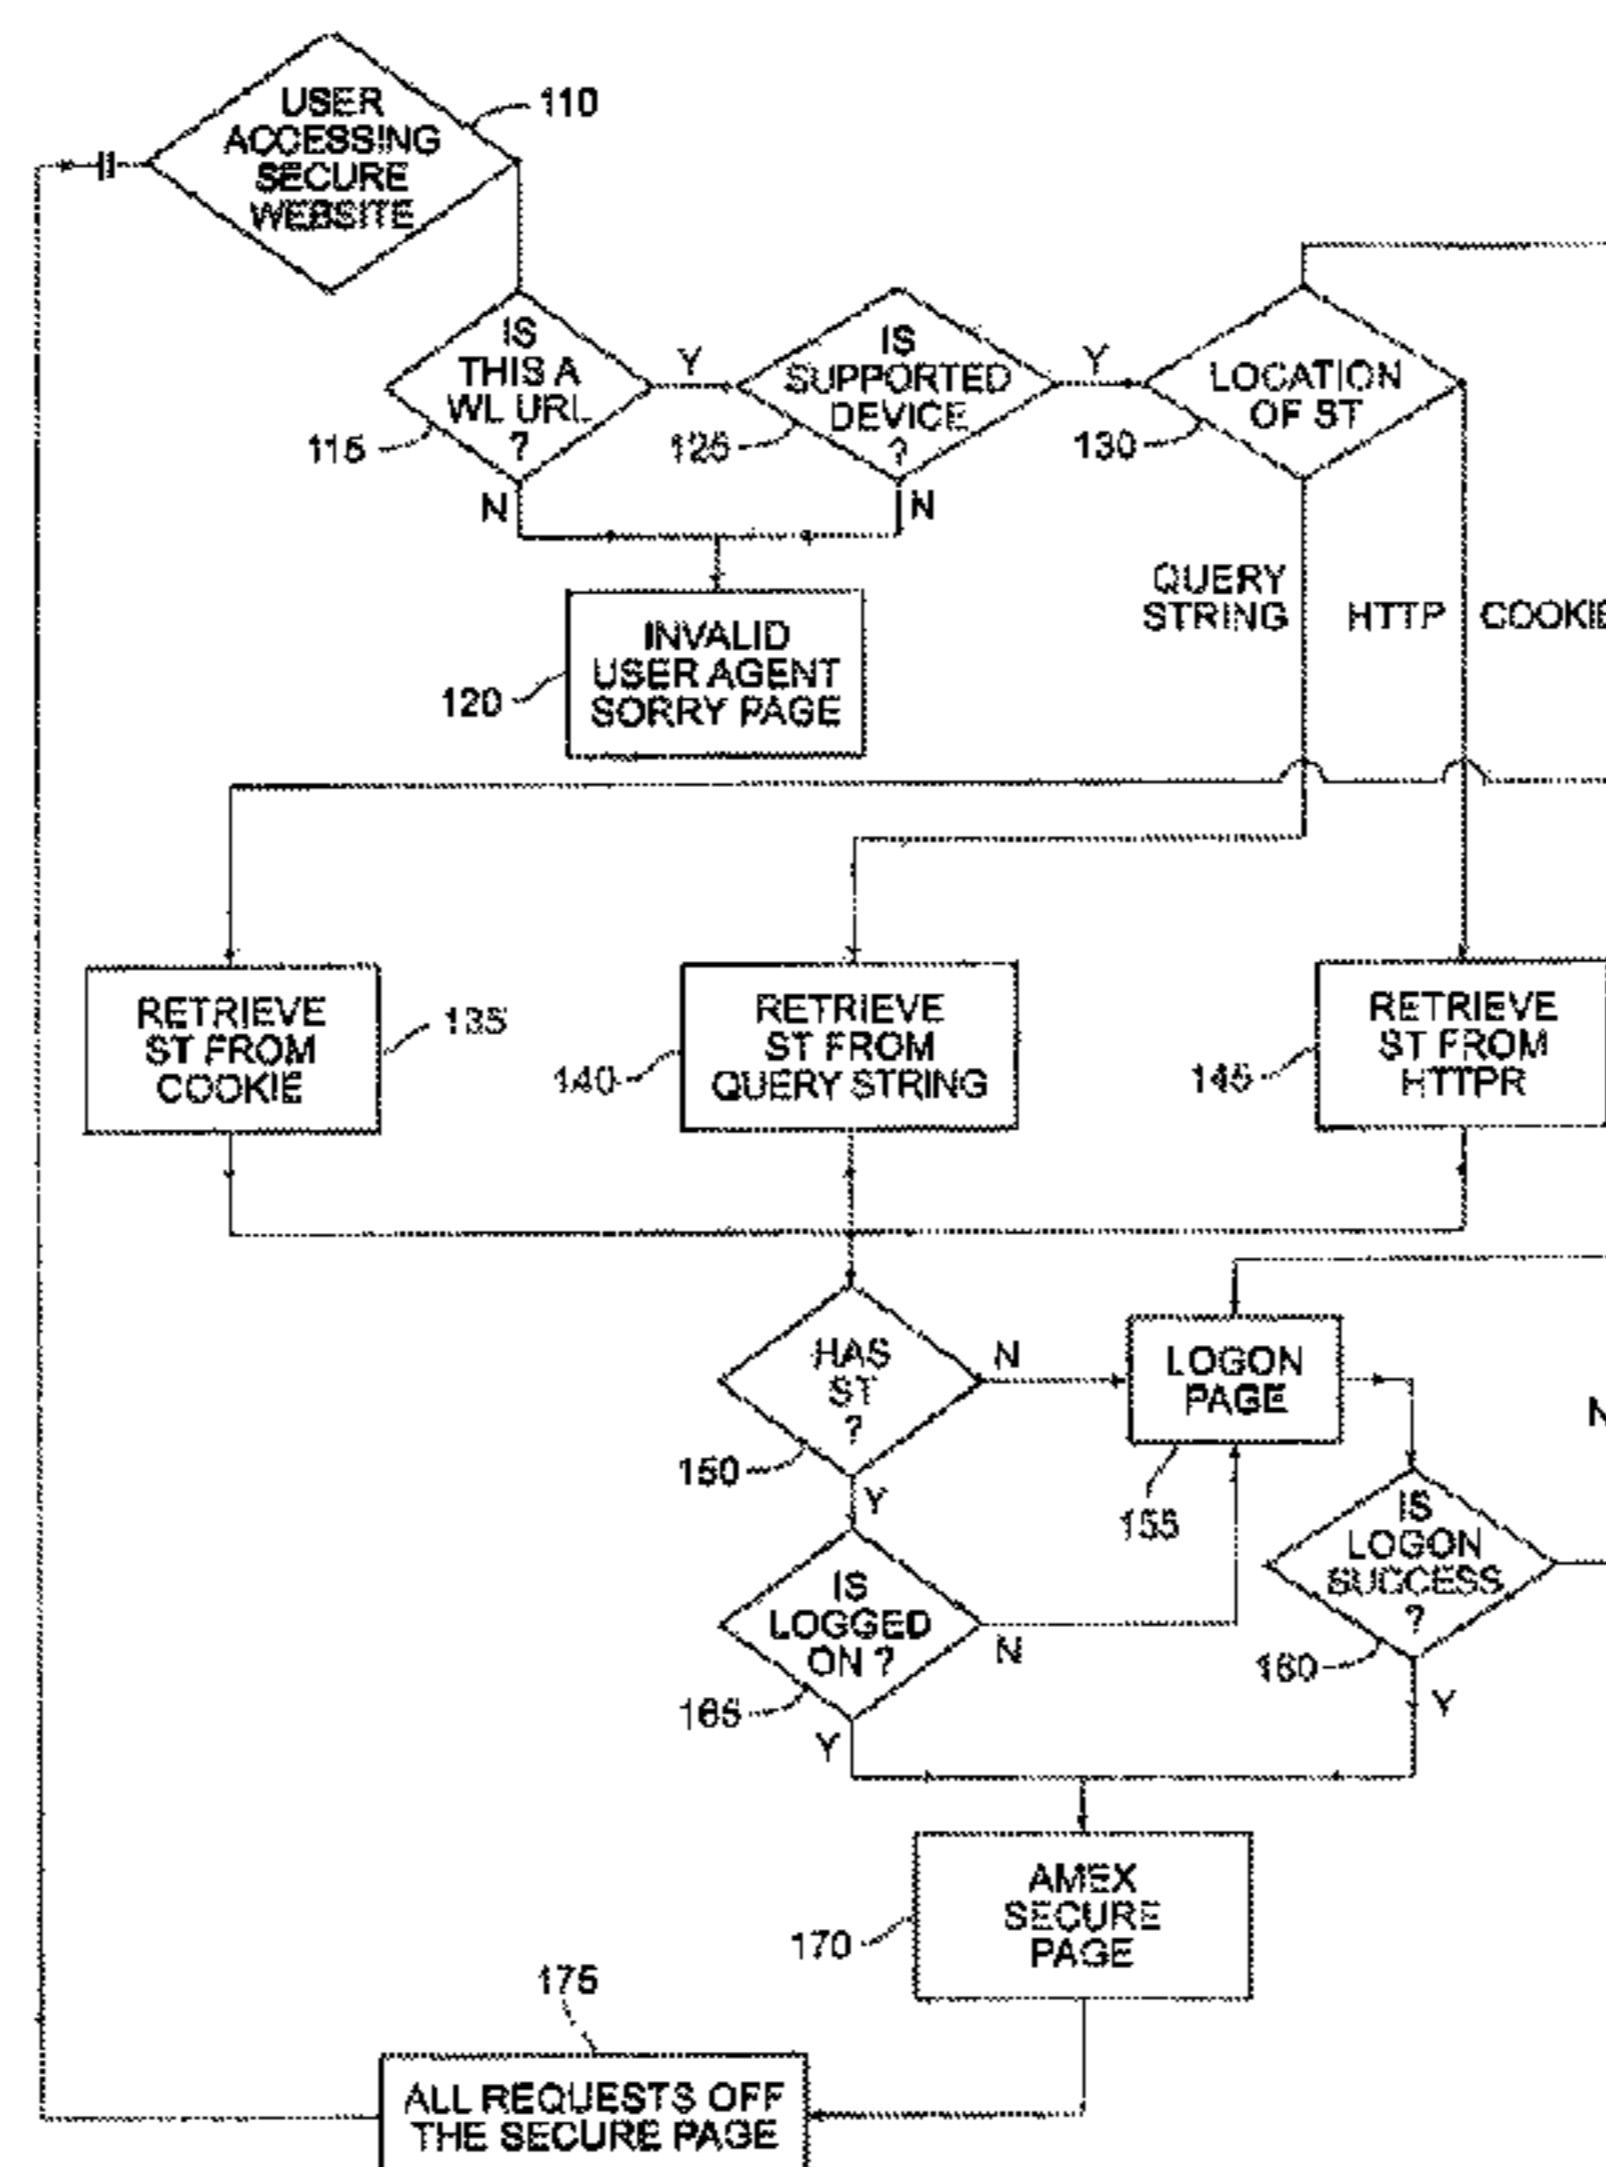 USER
ACCESSING
SECURE
WEBSITE
110
IS
THIS A
WL URL
?
115
Y
N
IS
SUPPORTED
DEVICE
?
125
Y
N
LOCATION
OF ST
130
INVALID
USER AGENT
SORRY PAGE
120
QUERY
STRING
HTTP
COOKIE
RETRIEVE
ST FROM
COOKIE
135
RETRIEVE
ST FROM
QUERY STRING
140
RETRIEVE
ST FROM
HTTPR
145
HAS
ST
?
150
N
Y
LOGON
PAGE
155
N
IS
LOGON
SUCCESS
?
160
Y
IS
LOGGED
ON ?
165
N
Y
AMEX
SECURE
PAGE
170
175
ALL REQUESTS OFF
THE SECURE PAGE